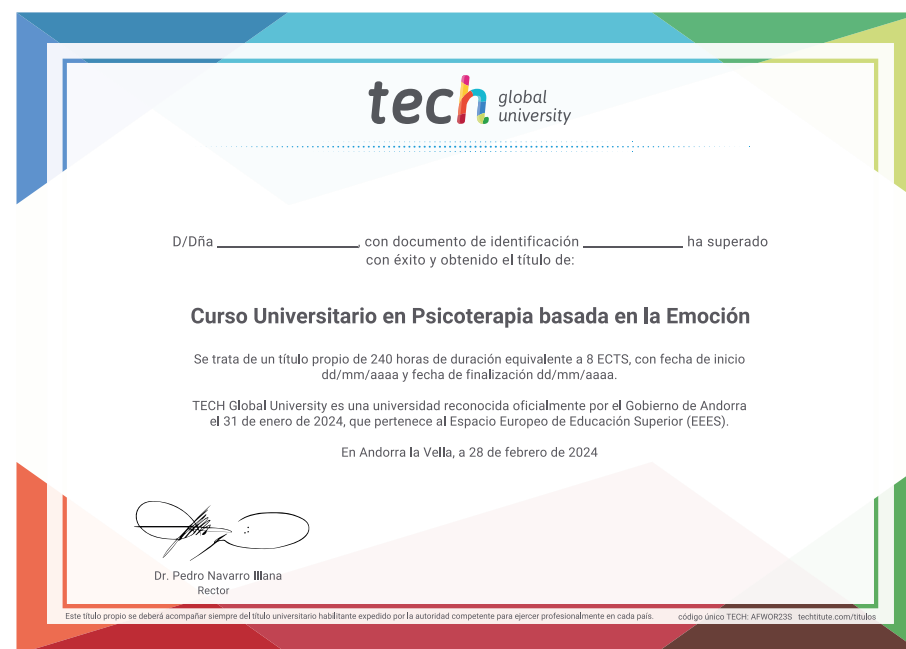 tech global university
D/Dña ____________________, con documento de identificación ______________ ha superado
con éxito y obtenido el título de:
Curso Universitario en Psicoterapia basada en la Emoción
Se trata de un título propio de 240 horas de duración equivalente a 8 ECTS, con fecha de inicio
dd/mm/aaaa y fecha de finalización dd/mm/aaaa.
TECH Global University es una universidad reconocida oficialmente por el Gobierno de Andorra
el 31 de enero de 2024, que pertenece al Espacio Europeo de Educación Superior (EEES).
En Andorra la Vella, a 28 de febrero de 2024
Dr. Pedro Navarro Illana
Rector
Este título propio se deberá acompañar siempre del título universitario habilitante expedido por la autoridad competente para ejercer profesionalmente en cada país. código único TECH: AFWOR23S techtitute.com/titulos